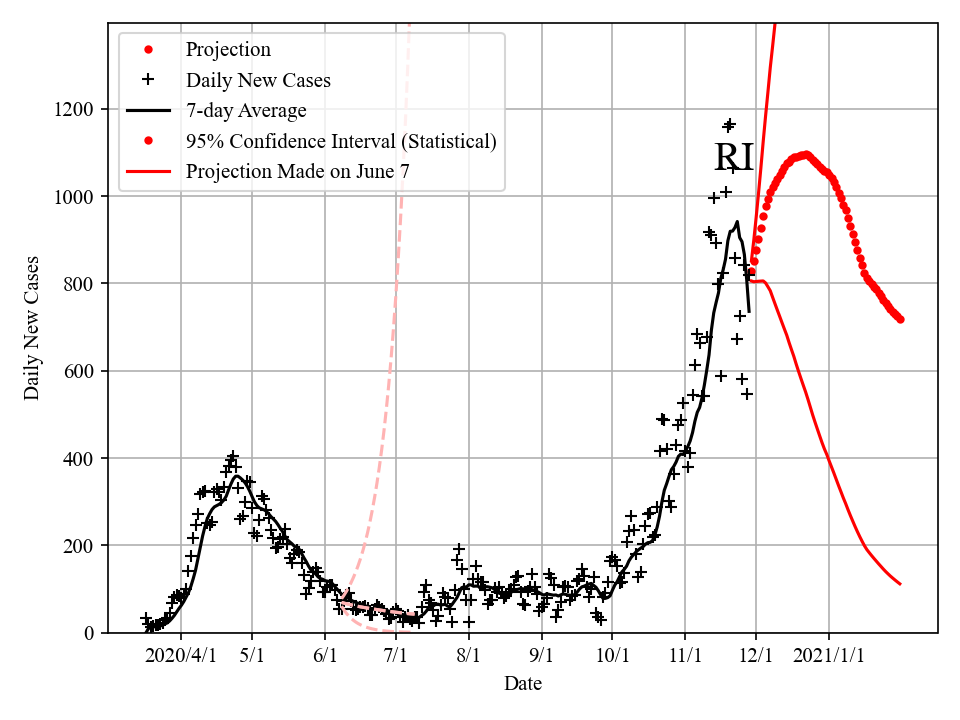 Projection
Daily New Cases
7-day Average
95% Confidence Interval (Statistical)
Projection Made on June 7
RI
Daily New Cases
1200
1000
800
600
400
200
0
2020/4/1 5/1 6/1 7/1 8/1 9/1 10/1 11/1 12/1 2021/1/1
Date